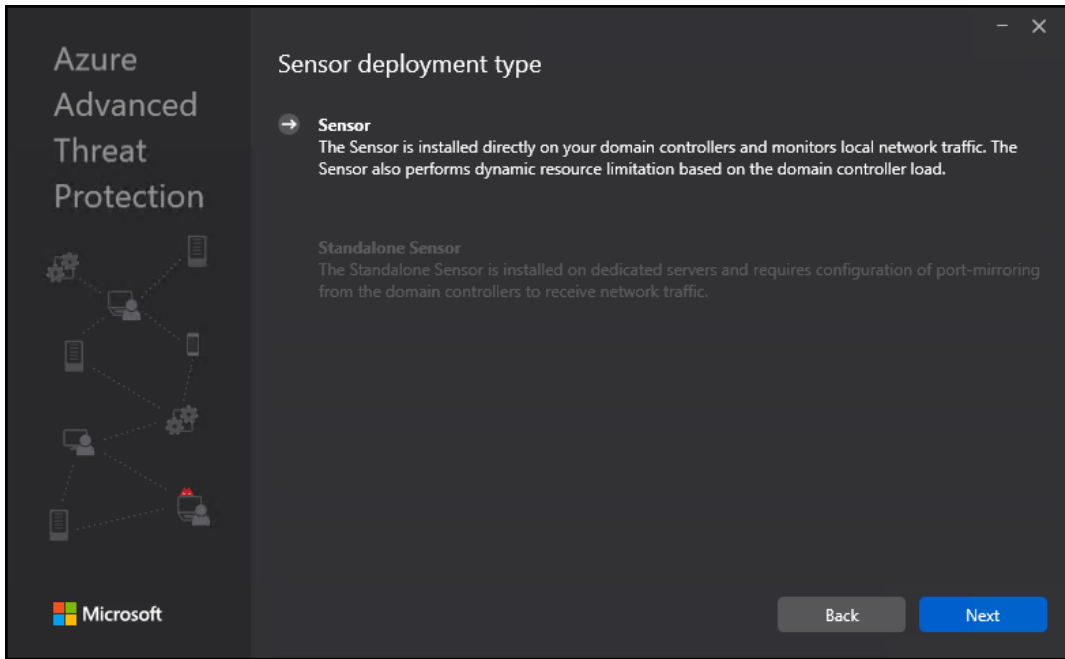 Azure
Advanced
Threat
Protection
Sensor deployment type
Sensor
The Sensor is installed directly on your domain controllers and monitors local network traffic. The
Sensor also performs dynamic resource limitation based on the domain controller load.
Standalone Sensor
The Standalone Sensor is installed on dedicated servers and requires configuration of port-mirroring
from the domain controllers to receive network traffic.
Microsoft
Back
Next